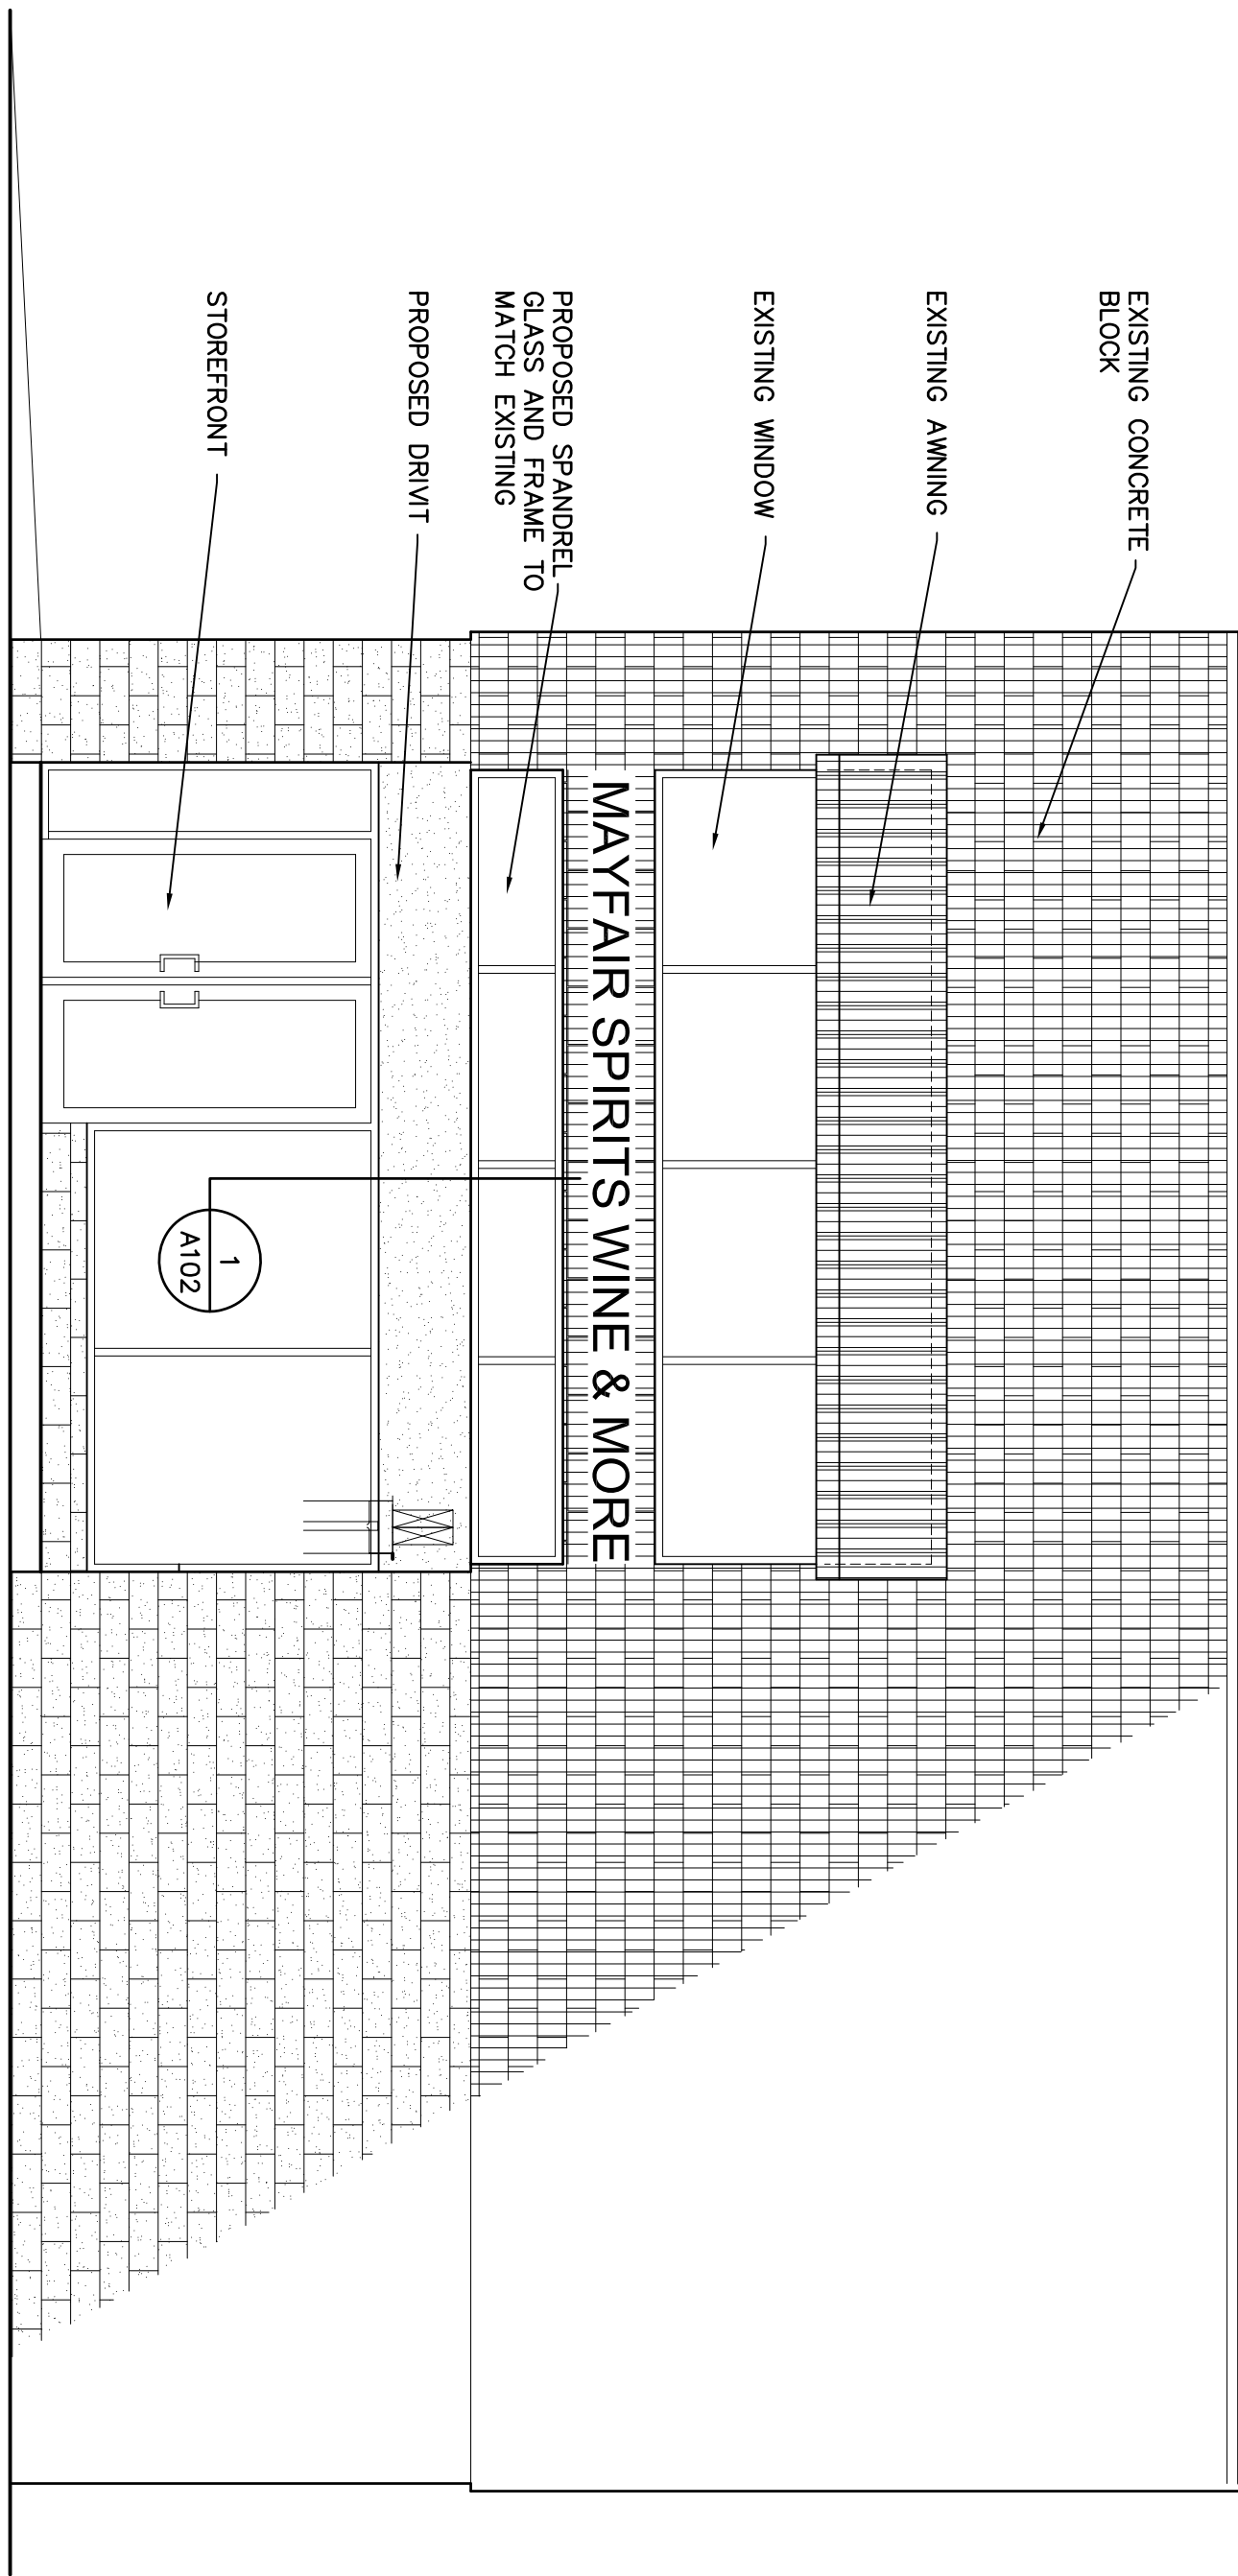 EXISTING CONCRETE
BLOCK
EXISTING AWNING
EXISTING WINDOW
PROPOSED SPANDREL
GLASS AND FRAME TO
MATCH EXISTING
PROPOSED DRIVIT
STOREFRONT
MAYFAIR SPIRITS WINE & MORE
1
A102